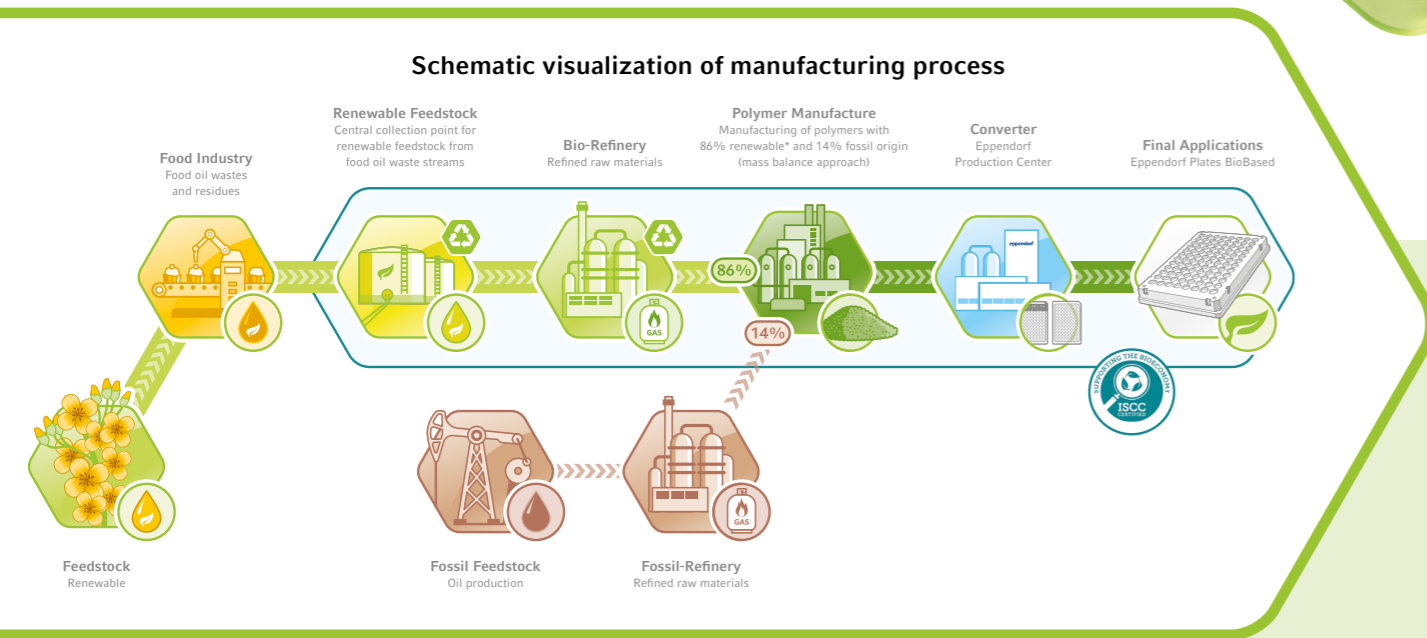 Schematic visualization of manufacturing process
Food Industry
Food oil wastes
and residues
Renewable Feedstock
Central collection point for
renewable feedstock from
food oil waste streams
Bio-Refinery
Refined raw materials
Polymer Manufacture
Manufacturing of polymers with
86% renewable* and 14% fossil origin
(mass balance approach)
Converter
Eppendorf
Production Center
Final Applications
Eppendorf Plates BioBased
eppendorf
86%
GAS
14%
SUPPORTING THE BIOECONOMY
ISCC
CERTIFIED
GAS
Feedstock
Renewable
Fossil Feedstock
Oil production
Fossil-Refinery
Refined raw materials